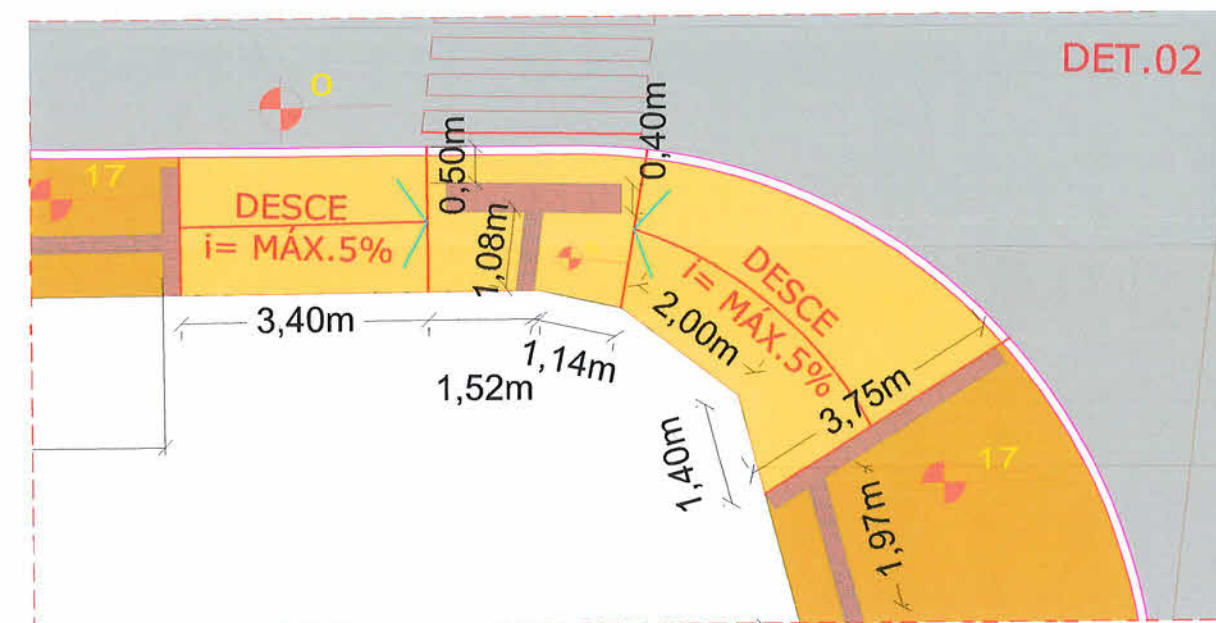 DET.02
0
17
0,50m
0,40m
DESCE
i= MÁX.5%
1,08m
DESCE
i= MÁX.5%
3,40m
1,52m
1,14m
2,00m
3,75m
1,40m
1,97m
17